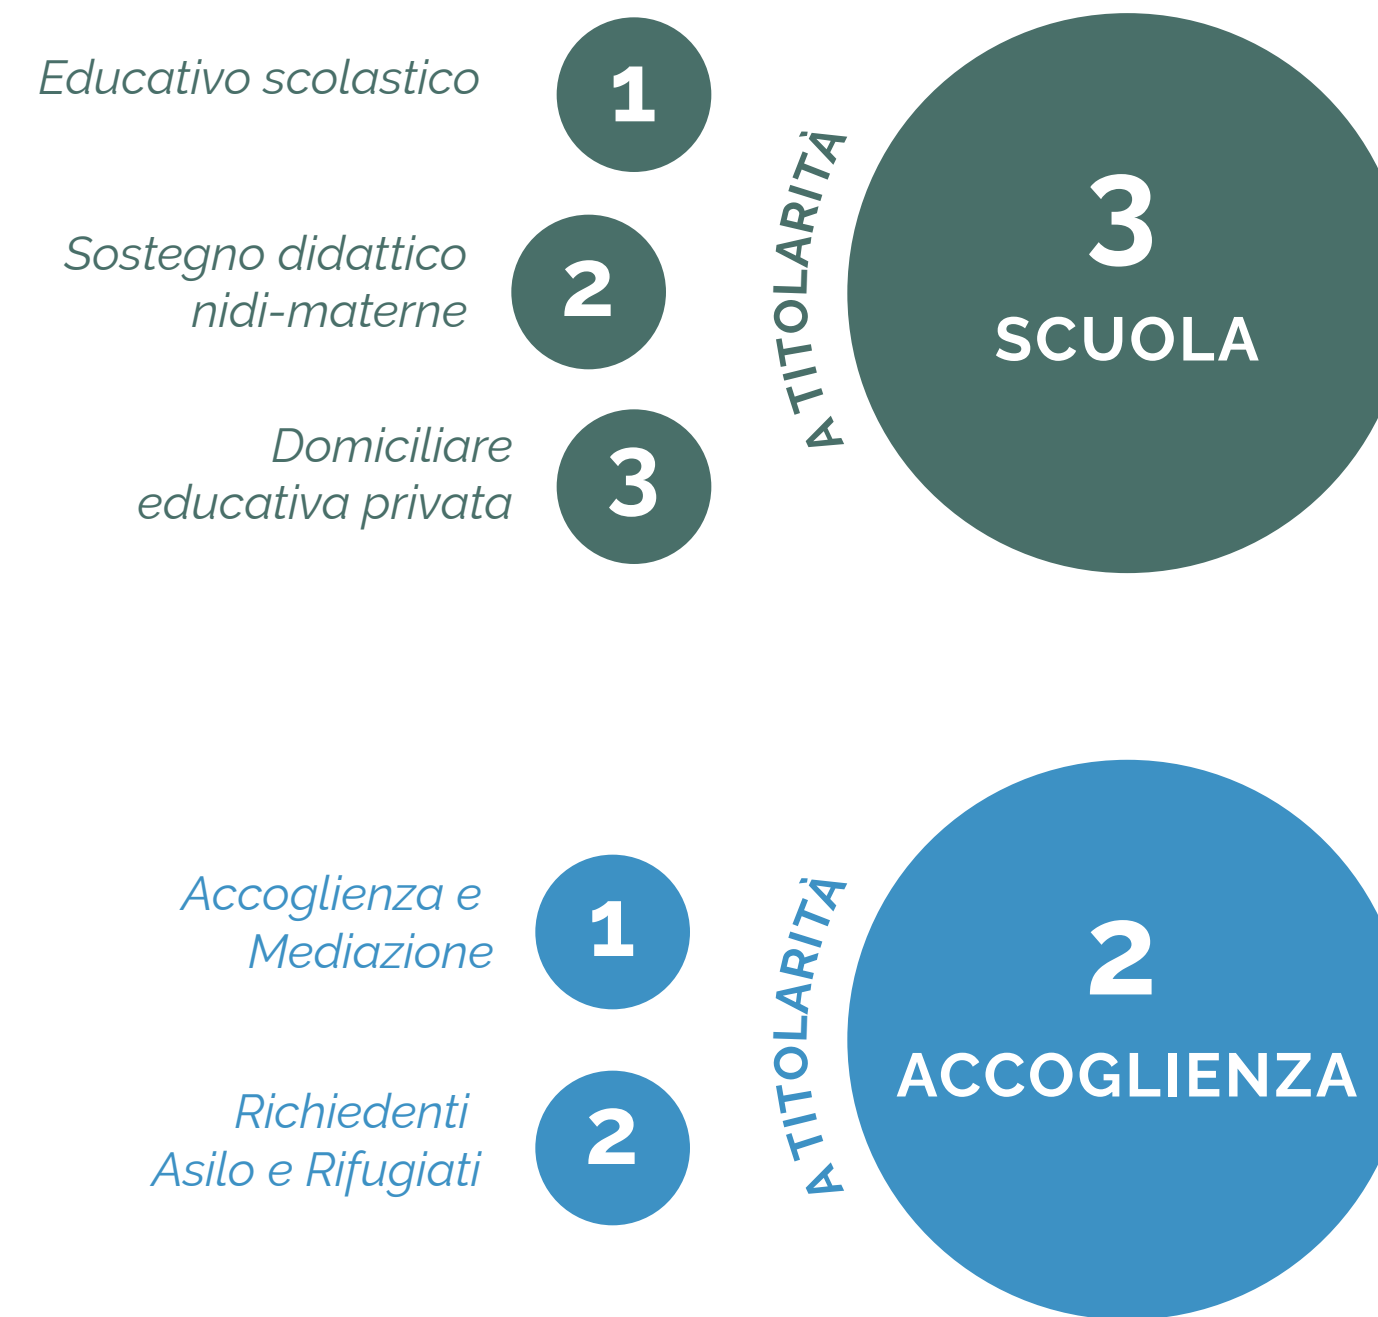 Educativo scolastico
1
Sostegno didattico
nidi-materne
2
Domiciliare
educativa privata
3
A TITOLARITÀ
3
SCUOLA
Accoglienza e
Mediazione
1
Richiedenti
Asilo e Rifugiati
2
A TITOLARITÀ
2
ACCOGLIENZA